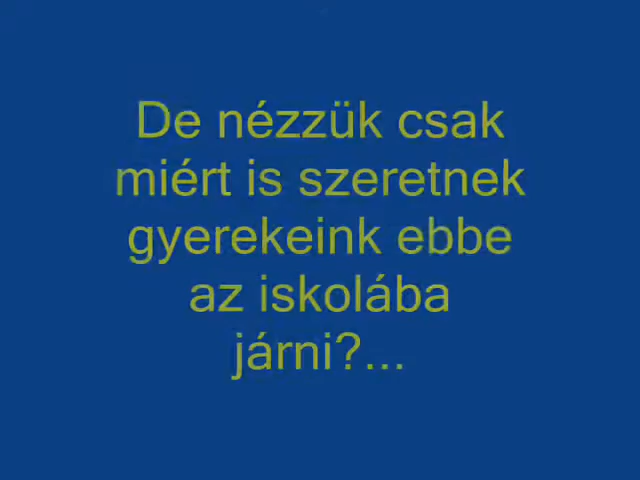 De nézzük csak
miért is szeretnek
gyerekeink ebbe
az iskolába
járni?...